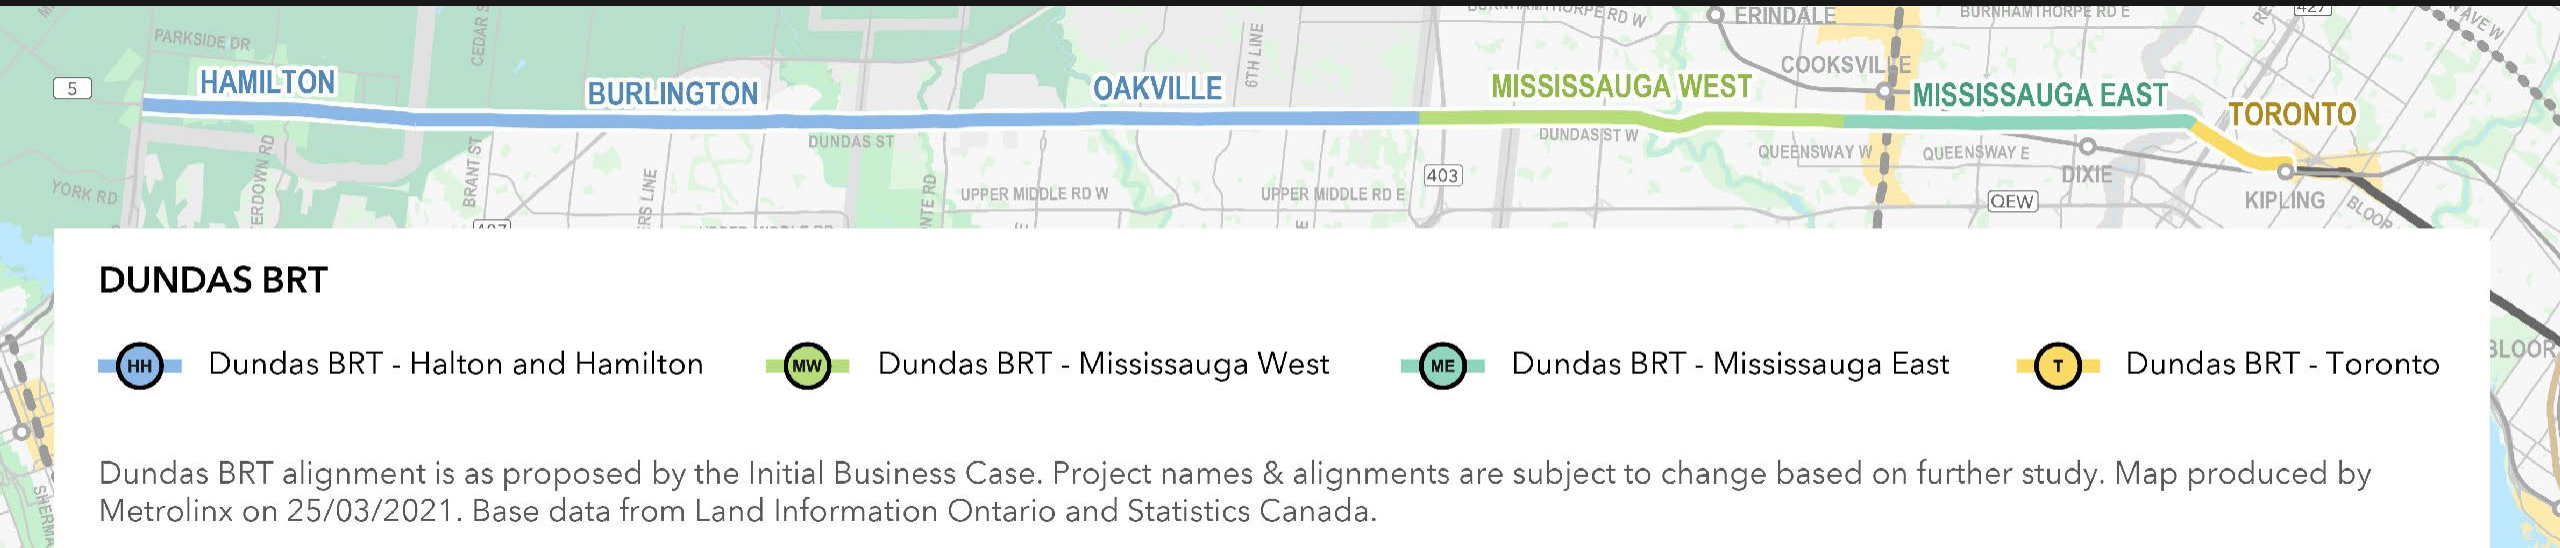 ERINDALE
BURNHAMTHORPE RD E
427
AVE W
PARKSIDE DR
CEDAR
6TH LINE
COOKSVILLE
5
HAMILTON
BURLINGTON
OAKVILLE
MISSISSAUGA WEST
MISSISSAUGA EAST
TORONTO
DUNDAS ST
DUNDAS ST W
QUEENSWAY W
QUEENSWAY E
DIXIE
YORK RD
BRANT ST
UPPER MIDDLE RD W
UPPER MIDDLE RD E
403
QEW
KIPLING
BLOOR
DUNDAS BRT
HH Dundas BRT - Halton and Hamilton
MW Dundas BRT - Mississauga West
ME Dundas BRT - Mississauga East
T Dundas BRT - Toronto
BLOOR
Dundas BRT alignment is as proposed by the Initial Business Case. Project names & alignments are subject to change based on further study. Map produced by
Metrolinx on 25/03/2021. Base data from Land Information Ontario and Statistics Canada.